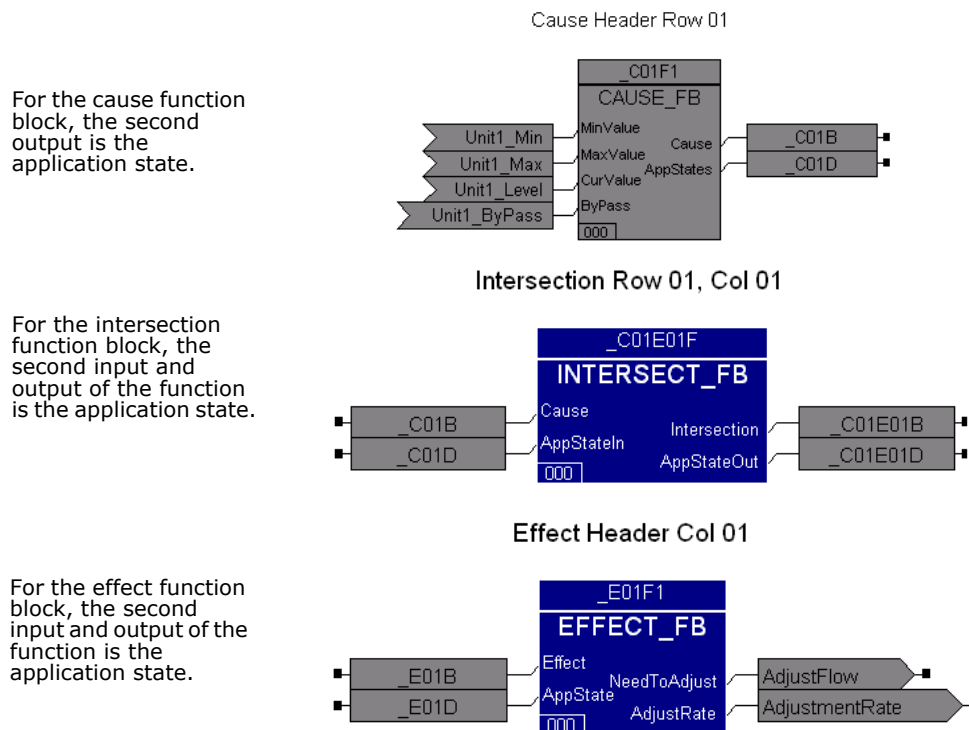 Cause Header Row 01
For the cause function
block, the second
output is the
application state.
_C01F1
CAUSE_FB
Unit1_Min
MinValue
Cause
_C01B
Unit1_Max
MaxValue
AppStates
_C01D
Unit1_Level
CurValue
Unit1_ByPass
ByPass
000
Intersection Row 01, Col 01
For the intersection
function block, the
second input and
output of the function
is the application state.
_C01E01F
INTERSECT_FB
_C01B
Cause
Intersection
_C01E01B
_C01D
AppStateIn
AppStateOut
_C01E01D
000
Effect Header Col 01
For the effect function
block, the second
input and output of the
function is the
application state.
_E01F1
EFFECT_FB
_E01B
Effect
NeedToAdjust
AdjustFlow
_E01D
AppState
AdjustRate
AdjustmentRate
000